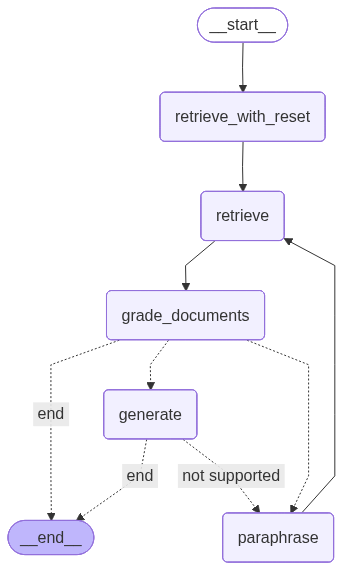 __start__
retrieve_with_reset
retrieve
grade_documents
end
generate
end
not supported
__end__
paraphrase